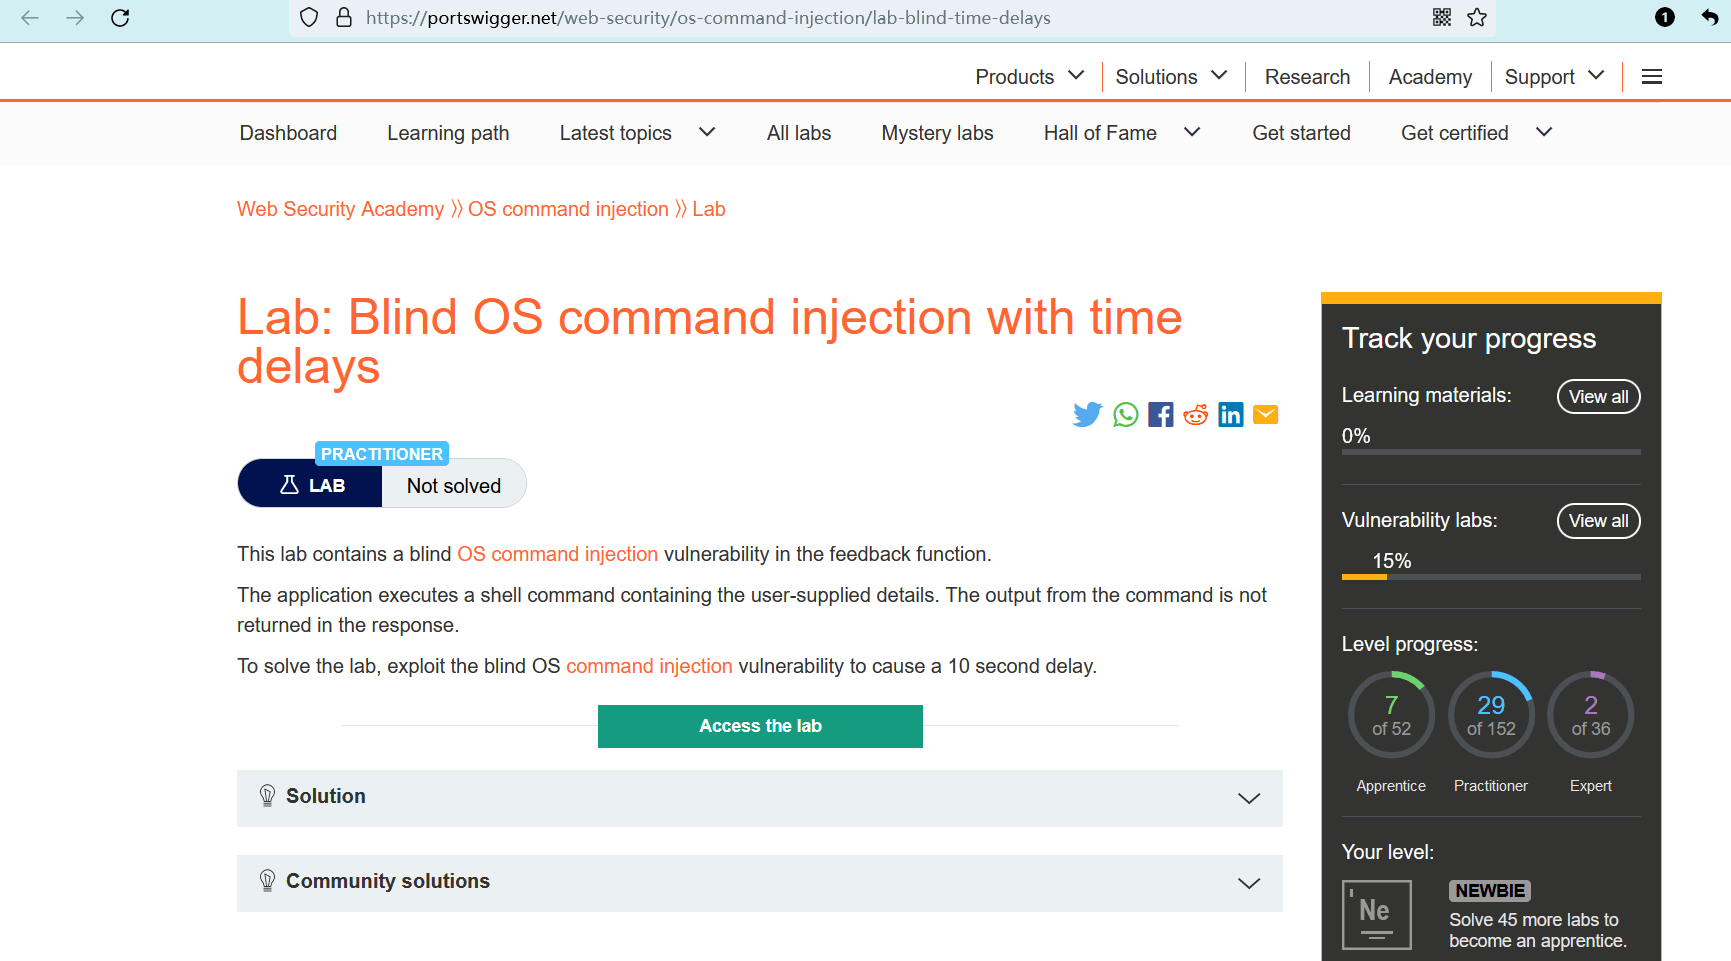 https://portswigger.net/web-security/os-command-injection/lab-blind-time-delays
1
Products Solutions Research Academy Support
Dashboard Learning path Latest topics All labs Mystery labs Hall of Fame Get started Get certified
Web Security Academy 》 OS command injection 》 Lab
Lab: Blind OS command injection with time
delays
PRACTITIONER
LAB Not solved
This lab contains a blind OS command injection vulnerability in the feedback function.
The application executes a shell command containing the user-supplied details. The output from the command is not
returned in the response.
To solve the lab, exploit the blind OS command injection vulnerability to cause a 10 second delay.
Access the lab
Solution
Community solutions
Track your progress
Learning materials: View all
0%
Vulnerability labs: View all
15%
Level progress:
7 29 2
of 52 of 152 of 36
Apprentice Practitioner Expert
Your level:
Ne
NEWBIE
Solve 45 more labs to
become an apprentice.